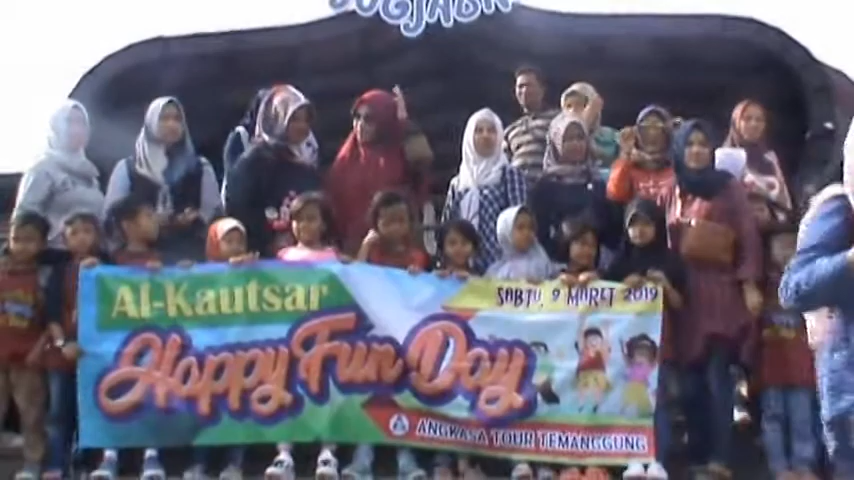 Al-Kautsar
SABTU, 9 MARET 2019
Happy Fun Day
ANGKASA TOUR TEMANGGUNG